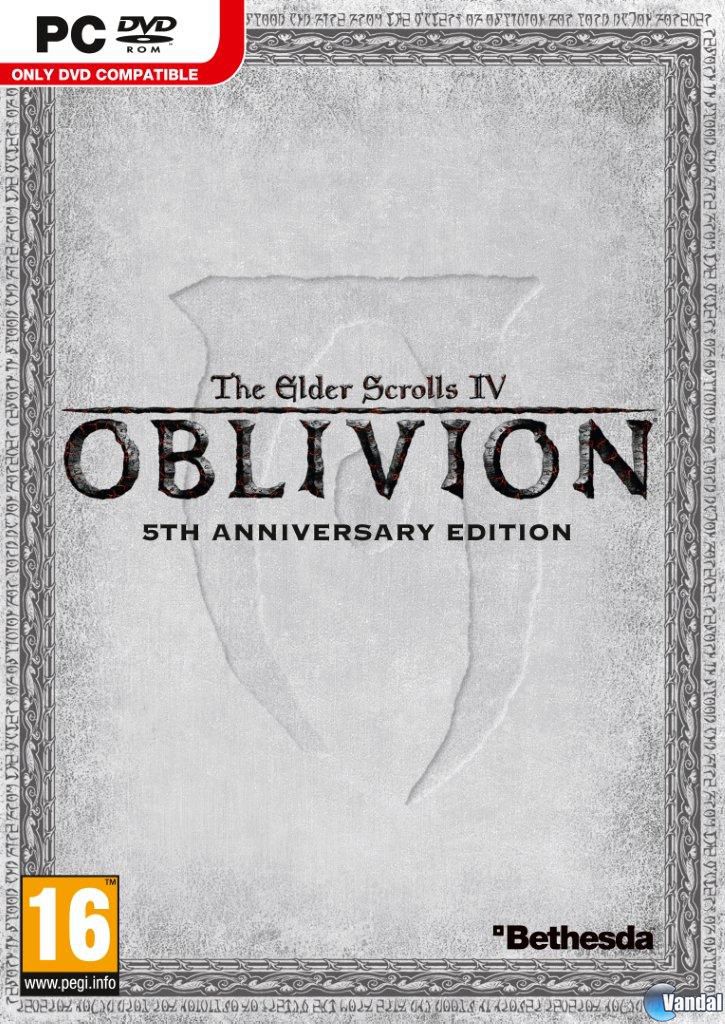 PC DVD
ROM
ONLY DVD COMPATIBLE
The Elder Scrolls IV
OBLIVION
5TH ANNIVERSARY EDITION
16
™
www.pegi.info
Bethesda
Vandal